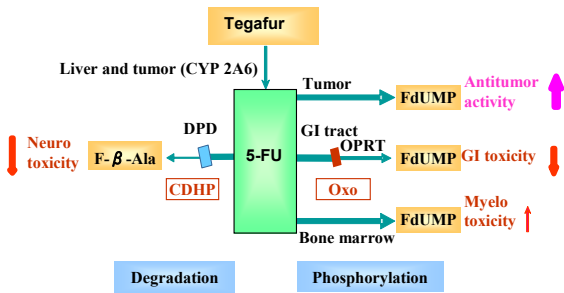 Tegafur
Liver and tumor (CYP 2A6)
Tumor
FdUMP
Antitumor
activity
Neuro
toxicity
F-β-Ala
DPD
CDHP
5-FU
GI tract
OPRT
Oxo
FdUMP
GI toxicity
Bone marrow
FdUMP
Myelo
toxicity
Degradation
Phosphorylation